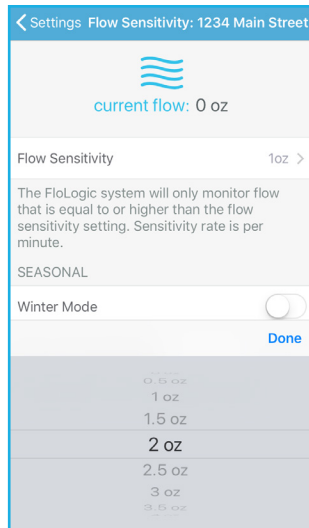 Settings Flow Sensitivity: 1234 Main Street
current flow: 0 oz
Flow Sensitivity 1oz
The FloLogic system will only monitor flow
that is equal to or higher than the flow
sensitivity setting. Sensitivity rate is per
minute.
SEASONAL
Winter Mode
Done
0.5 oz
1 oz
1.5 oz
2 oz
2.5 oz
3 oz
3.5 oz